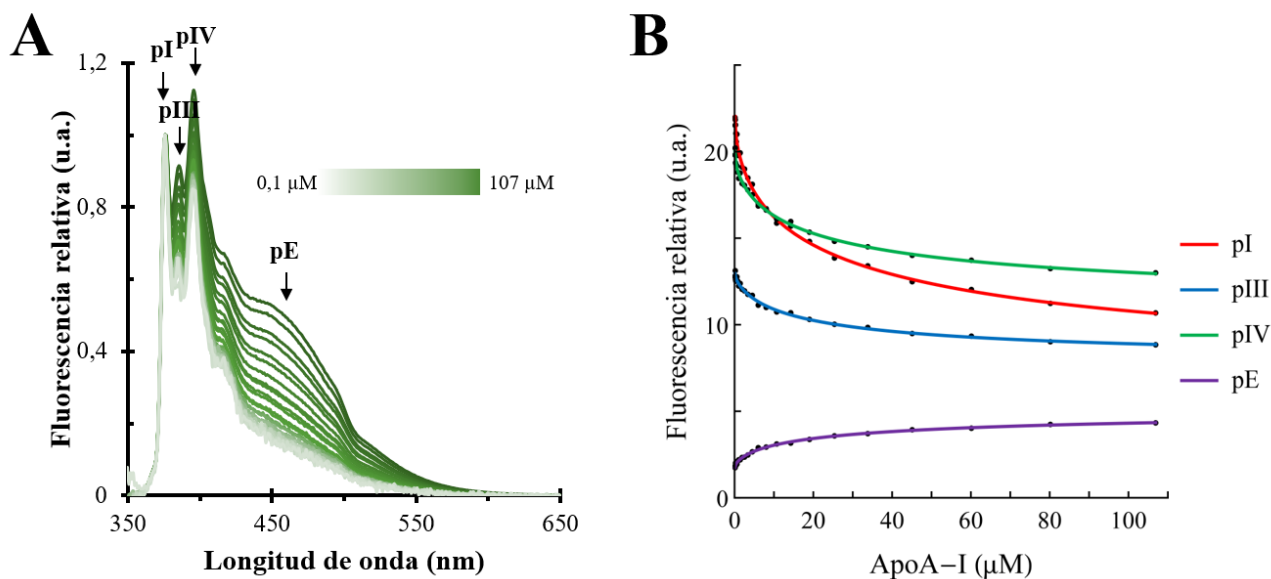 A
pI
pIV
pIII
pE
0,1 μM
107 μM
Fluorescencia relativa (u.a.)
1,2
0,8
0,4
0
350
450
550
650
Longitud de onda (nm)
B
Fluorescencia relativa (u.a.)
20
10
0
0
20
40
60
80
100
ApoA−I (μM)
pI
pIII
pIV
pE